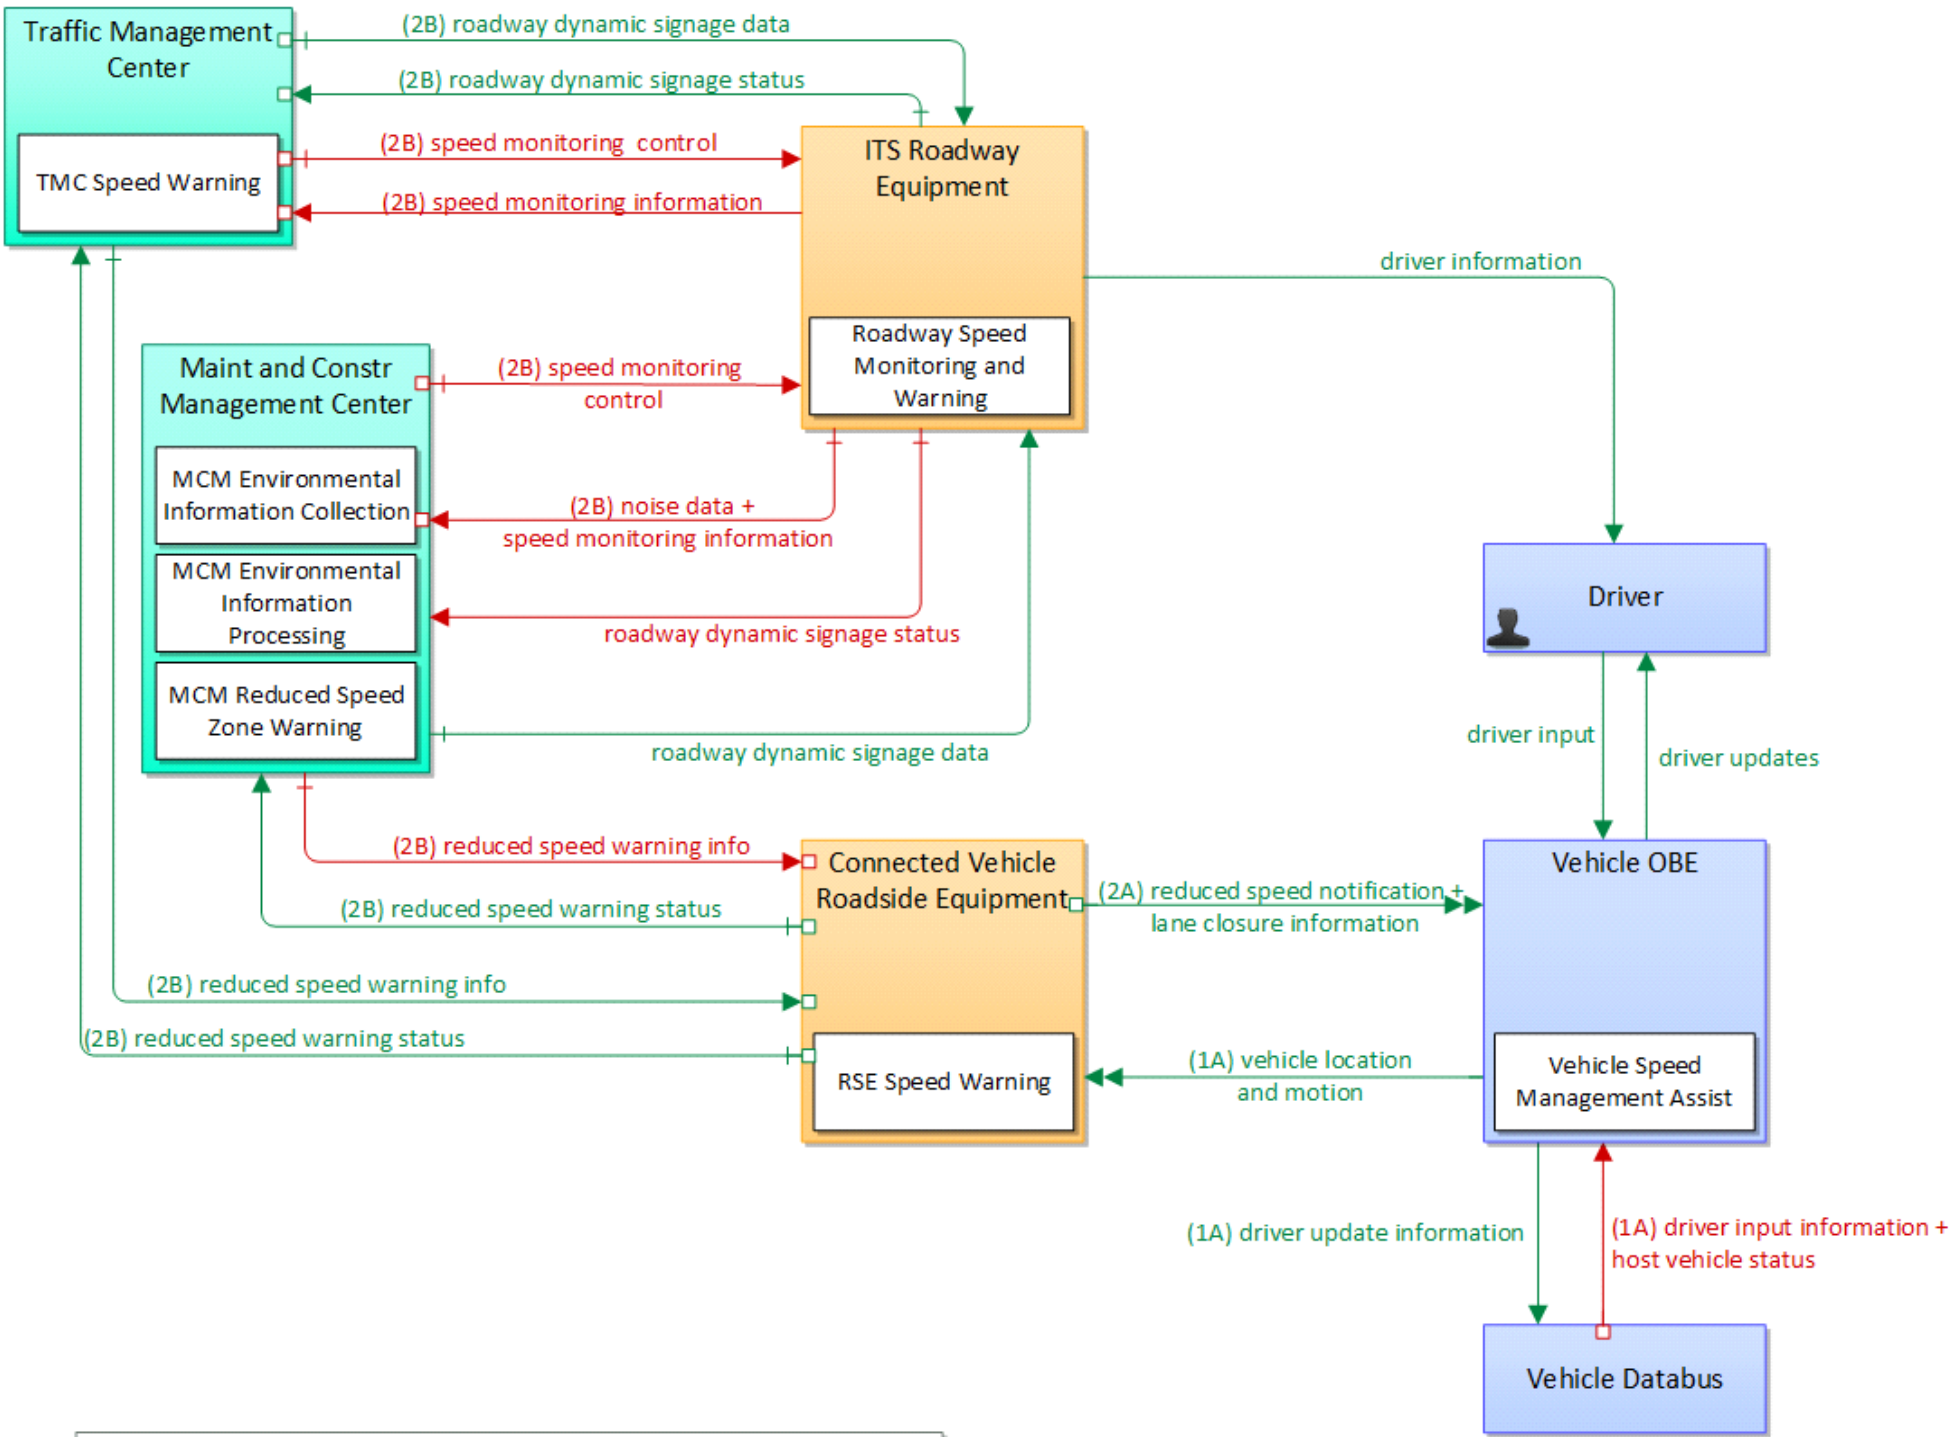 Traffic Management
Center
TMC Speed Warning
(2B) roadway dynamic signage data
(2B) roadway dynamic signage status
(2B) speed monitoring  control
(2B) speed monitoring information
ITS Roadway
Equipment
Roadway Speed
Monitoring and
Warning
driver information
Maint and Constr
Management Center
MCM Environmental
Information Collection
MCM Environmental
Information
Processing
MCM Reduced Speed
Zone Warning
(2B) speed monitoring
control
(2B) noise data +
speed monitoring information
roadway dynamic signage status
roadway dynamic signage data
Driver
driver input
driver updates
(2B) reduced speed warning info
(2B) reduced speed warning status
(2B) reduced speed warning info
(2B) reduced speed warning status
Connected Vehicle
Roadside Equipment
RSE Speed Warning
(2A) reduced speed notification +
lane closure information
(1A) vehicle location
and motion
Vehicle OBE
Vehicle Speed
Management Assist
(1A) driver update information
(1A) driver input information +
host vehicle status
Vehicle Databus